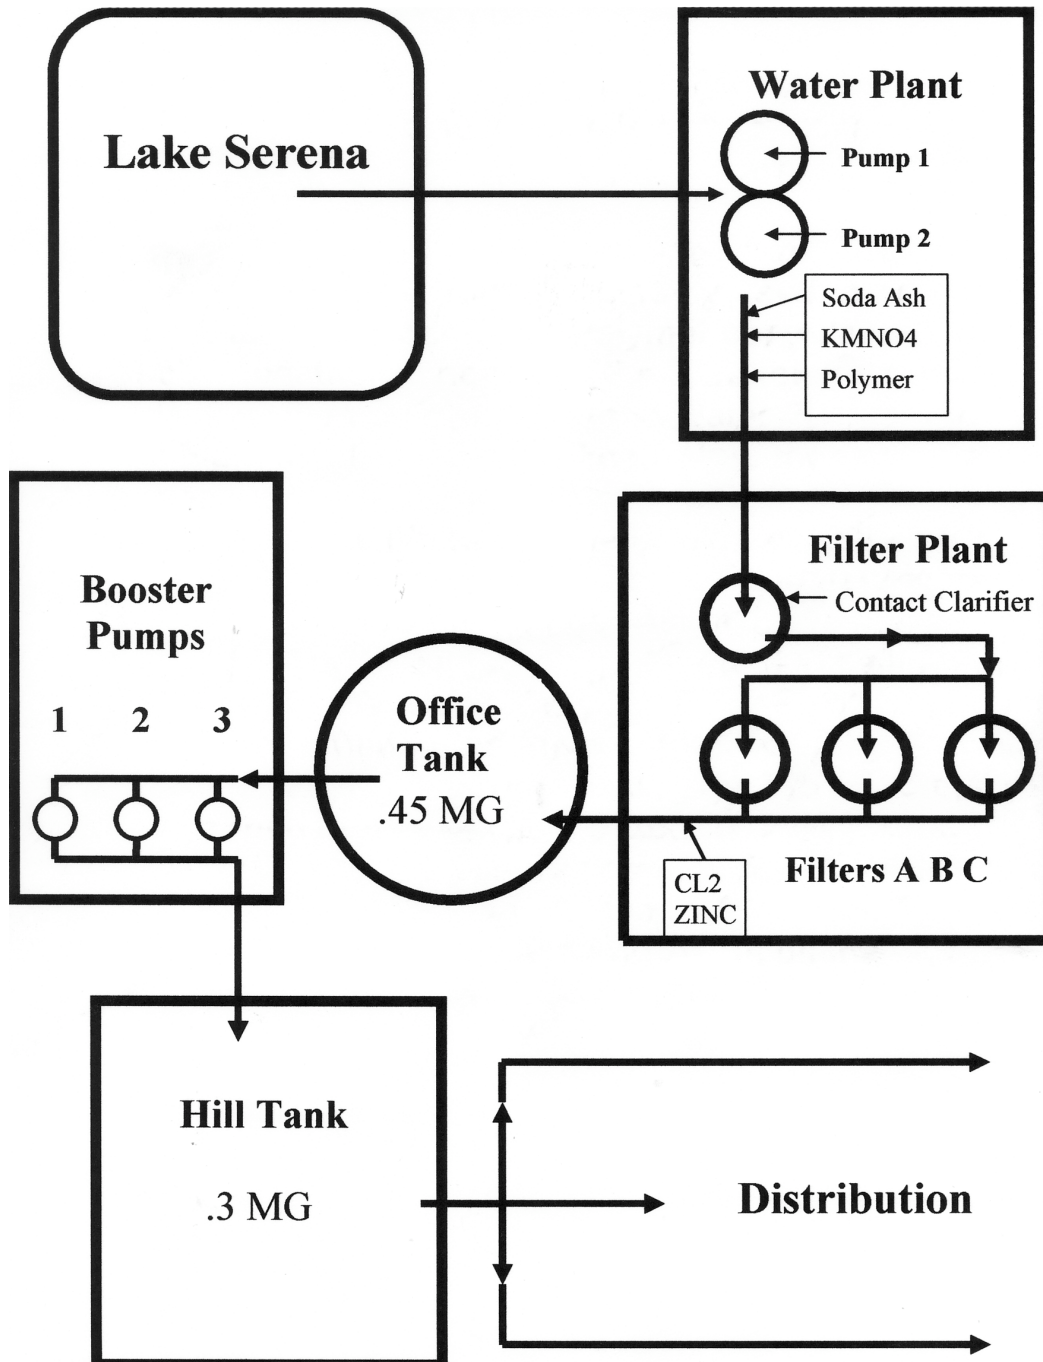 Lake Serena
Water Plant
Pump 1
Pump 2
Soda Ash
KMNO4
Polymer
Filter Plant
Contact Clarifier
Filters A B C
CL2
ZINC
Office
Tank
.45 MG
Booster
Pumps
1 2 3
Hill Tank
.3 MG
Distribution